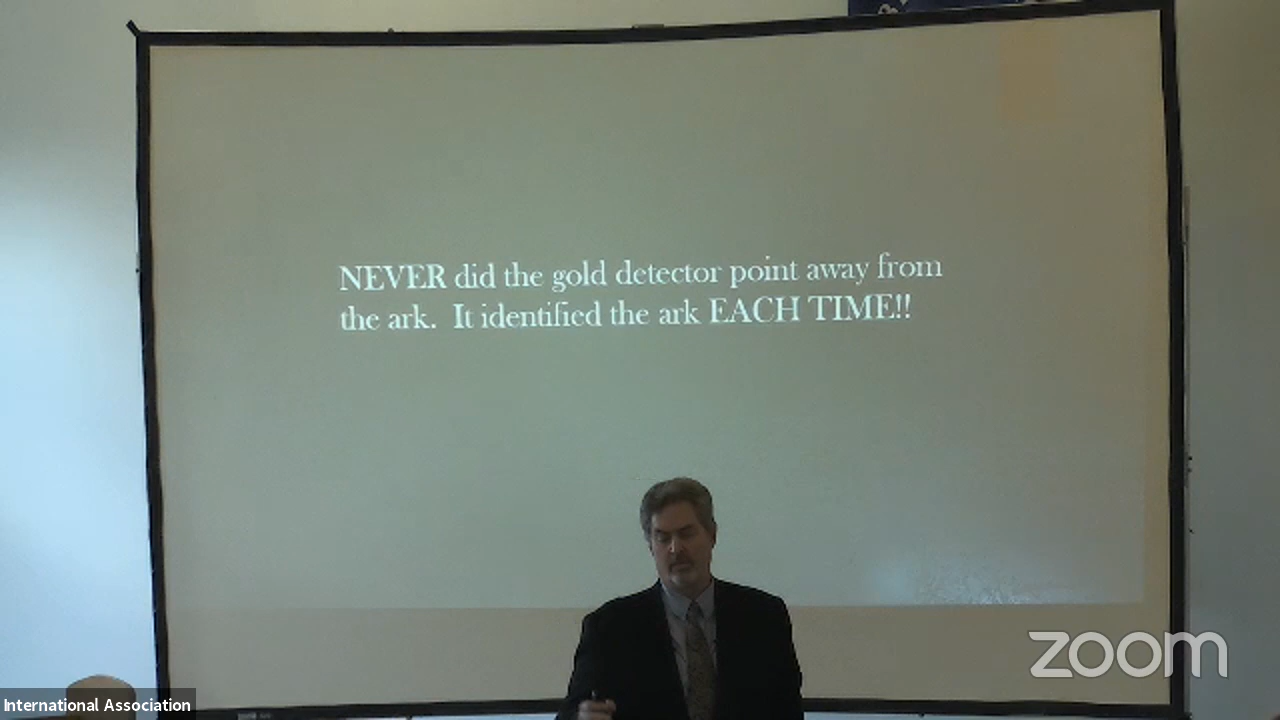 NEVER did the gold detector point away from
the ark. It identified the ark EACH TIME!!
zoom
International Association